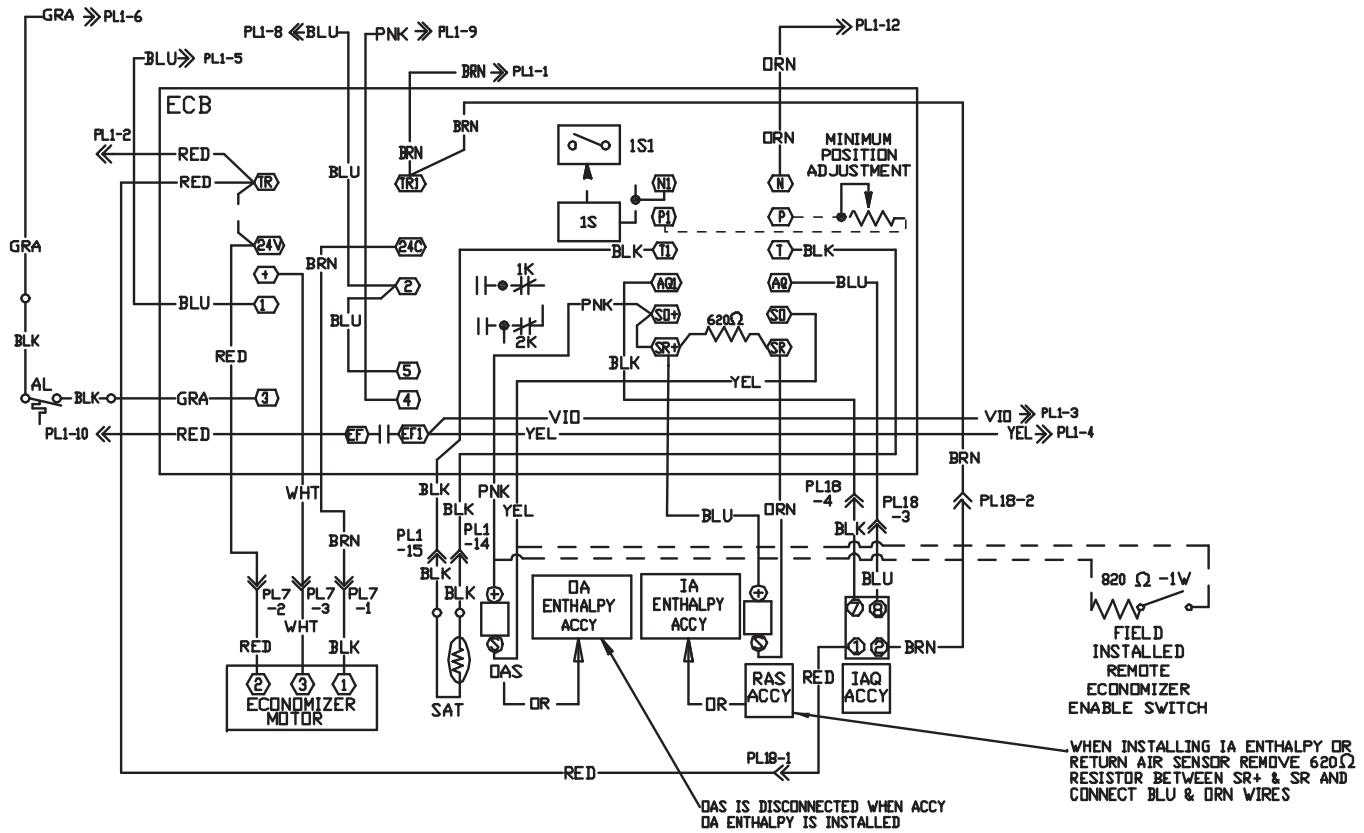 GRA PL1-6
PL1-8 BLU
PNK PL1-9
PL1-12
BLU PL1-5
BRN PL1-1
ORN
ECB
PL1-2
RED
BRN
BRN
1S1
ORN
MINIMUM
POSITION
ADJUSTMENT
RED
TR
BLU
TR1
N1
N
1S
P1
P
GRA
24V
BRN
24C
BLK
T1
T
BLK
+
1K
2
AQ1
AQ
BLU
BLU
1
PNK
SO+
SO
BLU
620Ω
BLK
2K
SR+
SR
RED
BLK
5
YEL
AL
BLK
GRA
3
4
VIO
VIO PL1-3
PL1-10
RED
EF
EF1
YEL
YEL PL1-4
BRN
WHT
BLK
PNK
PL18
-4
PL18
-3
PL18-2
BLK
YEL
BLU
ORN
BLK
BRN
PL1
-15
PL1
-14
BLK
BLK
BLU
820 Ω -1W
PL7
-2
PL7
-3
PL7
-1
+
OA
ENTHALPY
ACCY
IA
ENTHALPY
ACCY
+
7
8
WHT
FIELD
INSTALLED
REMOTE
ECONOMIZER
ENABLE SWITCH
RED
BLK
S
S
1
2
BRN
2
3
1
OAS
RAS
ACCY
RED
IAQ
ACCY
ECONOMIZER
MOTOR
SAT
OR
OR
WHEN INSTALLING IA ENTHALPY OR
RETURN AIR SENSOR REMOVE 620Ω
RESISTOR BETWEEN SR+ & SR AND
CONNECT BLU & ORN WIRES
RED
PL18-1
OAS IS DISCONNECTED WHEN ACCY
OA ENTHALPY IS INSTALLED